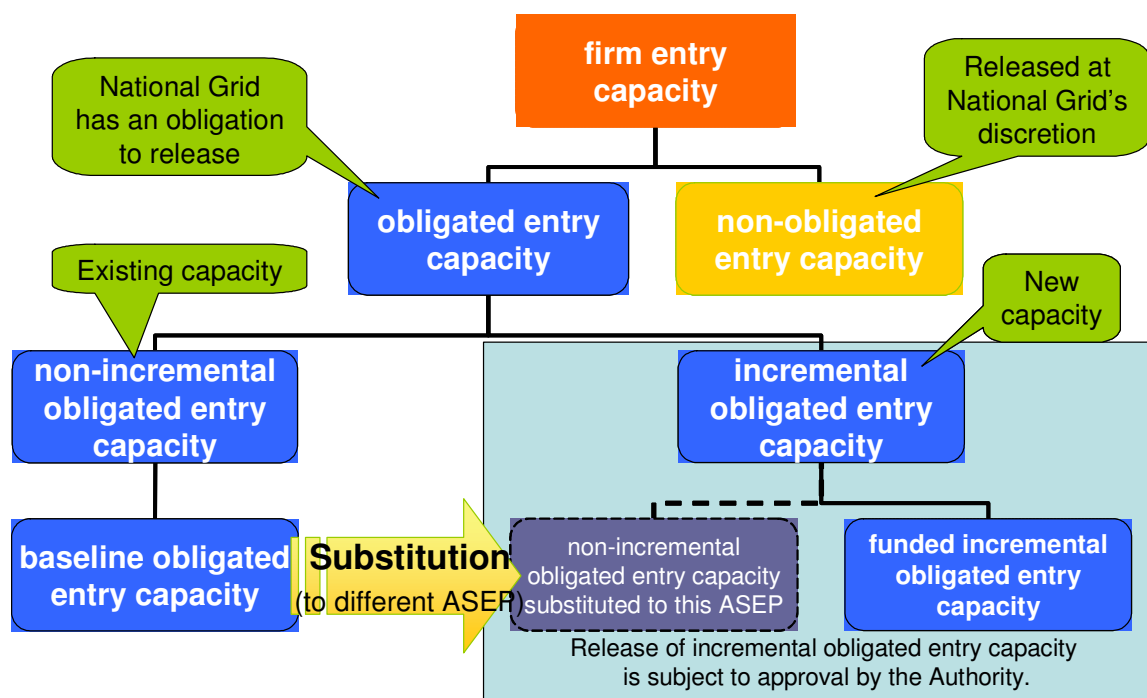 firm entry
capacity
National Grid
has an obligation
to release
Released at
National Grid's
discretion
obligated entry
capacity
non-obligated
entry capacity
Existing capacity
New
capacity
non-incremental
obligated entry
capacity
incremental
obligated entry
capacity
baseline obligated
entry capacity
Substitution
(to different ASEP)
non-incremental
obligated entry capacity
substituted to this ASEP
funded incremental
obligated entry
capacity
Release of incremental obligated entry capacity
is subject to approval by the Authority.